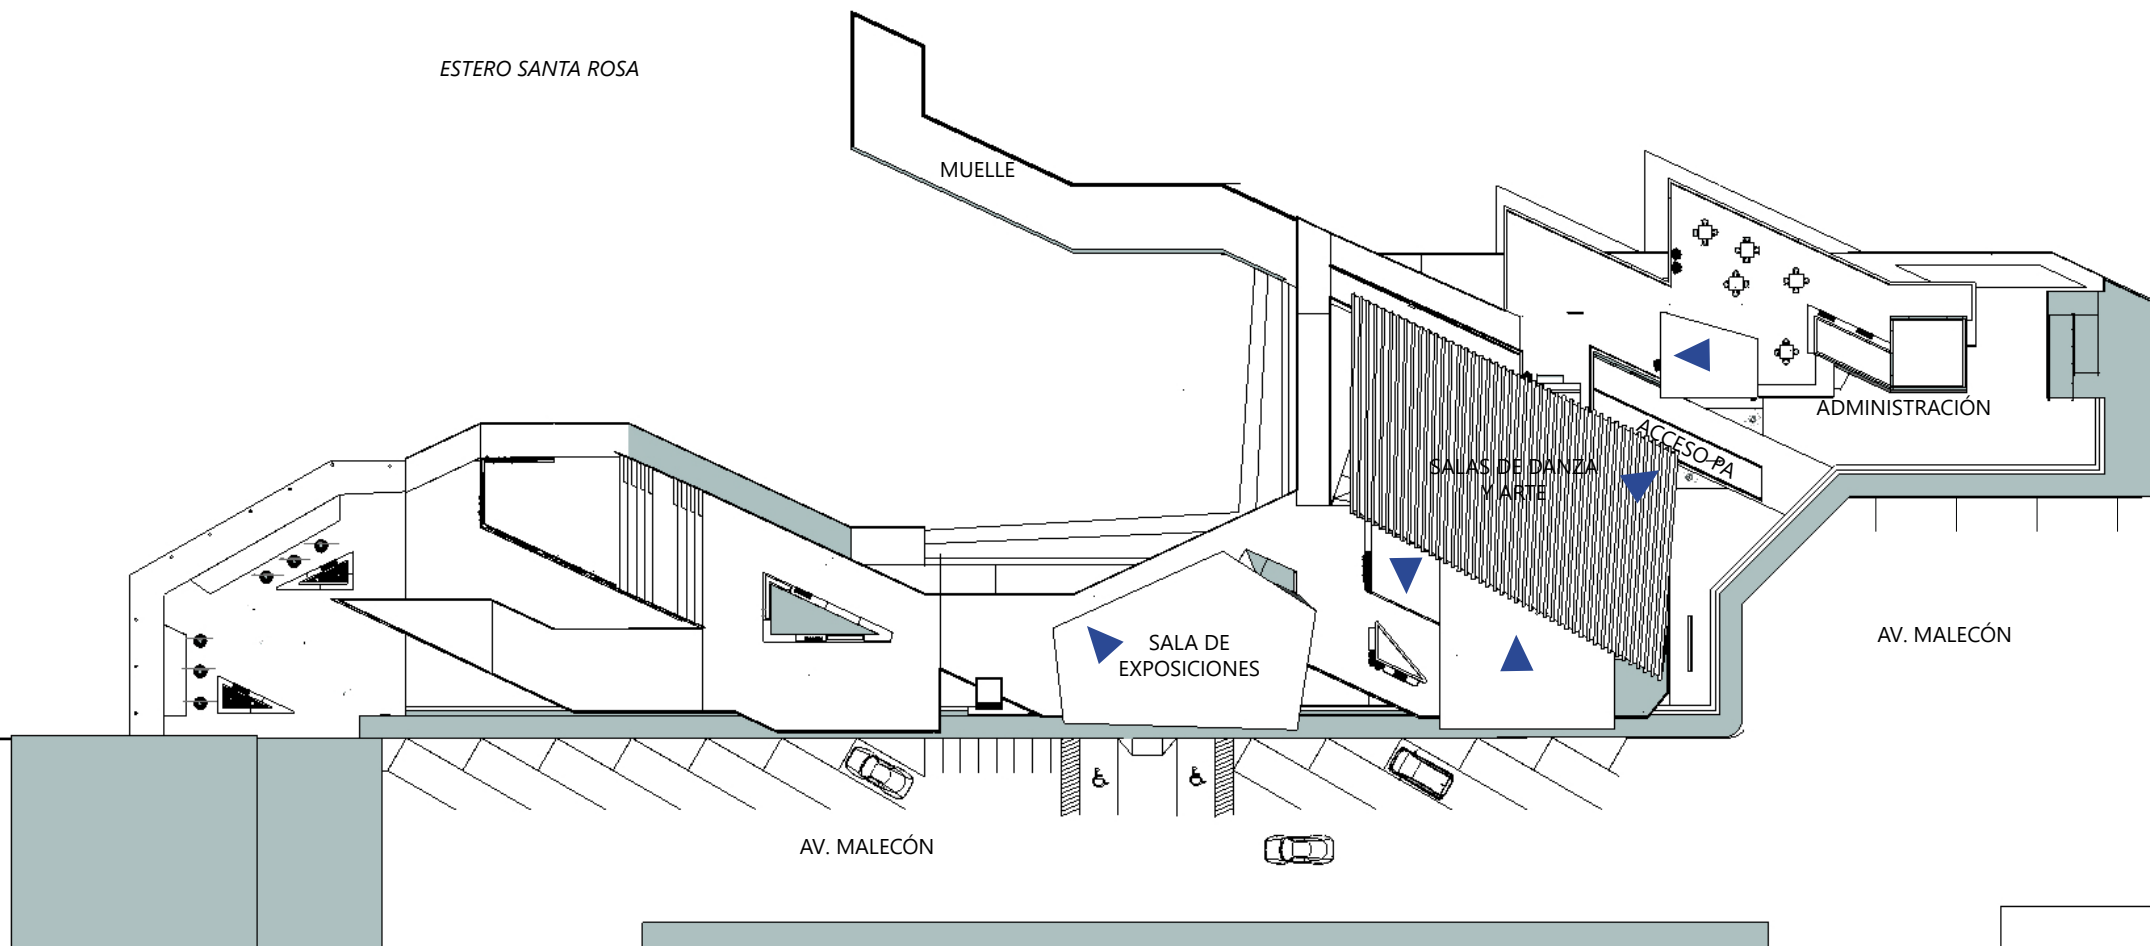 ESTERO SANTA ROSA
MUELLE
ADMINISTRACIÓN
ACCESO PA
SALAS DE DANZA
Y ARTE
SALA DE
EXPOSICIONES
AV. MALECÓN
AV. MALECÓN